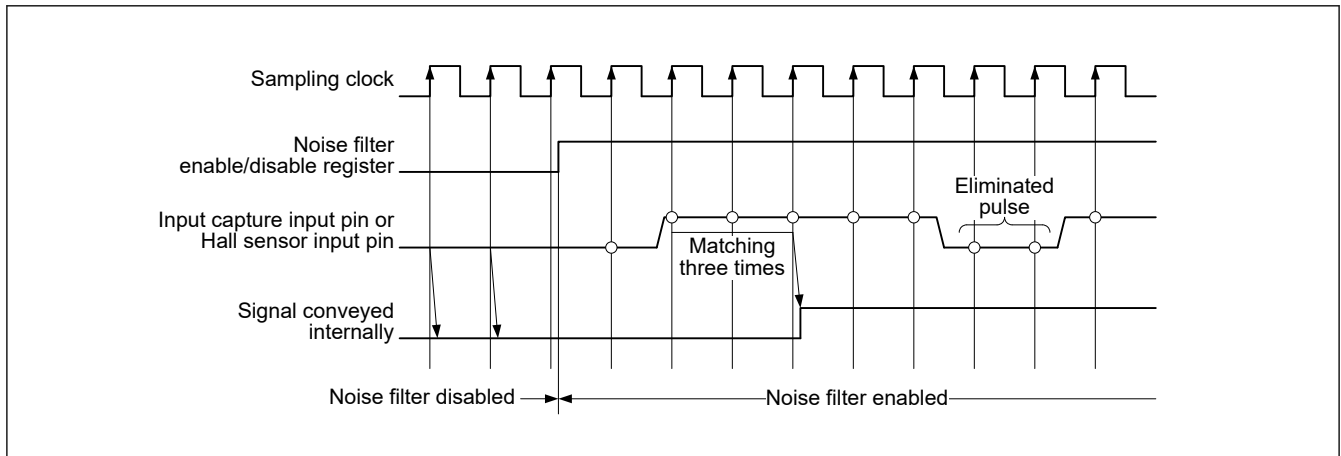 Sampling clock
Noise filter
enable/disable register
Input capture input pin or
Hall sensor input pin
Eliminated
pulse
Matching
three times
Signal conveyed
internally
Noise filter disabled
Noise filter enabled